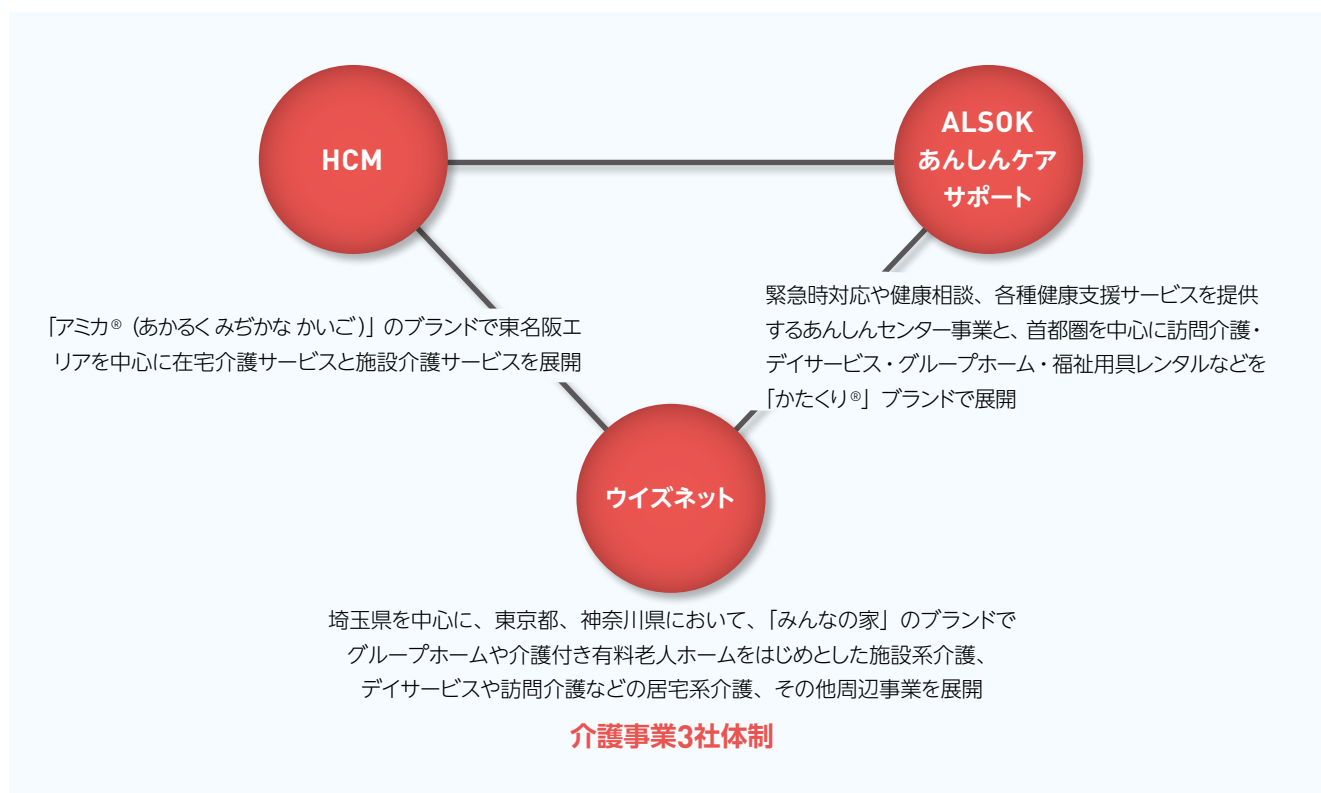 HCM
ALSOK
あんしんケア
サポート
「アミカ®（あかるく みぢかな かいご）」のブランドで東名阪エ
リアを中心に在宅介護サービスと施設介護サービスを展開
緊急時対応や健康相談、各種健康支援サービスを提供
するあんしんセンター事業と、首都圏を中心に訪問介護・
デイサービス・グループホーム・福祉用具レンタルなどを
「かたくり®」ブランドで展開
ウイズネット
埼玉県を中心に、東京都、神奈川県において、「みんなの家」のブランドで
グループホームや介護付き有料老人ホームをはじめとした施設系介護、
デイサービスや訪問介護などの居宅系介護、その他周辺事業を展開
介護事業3社体制